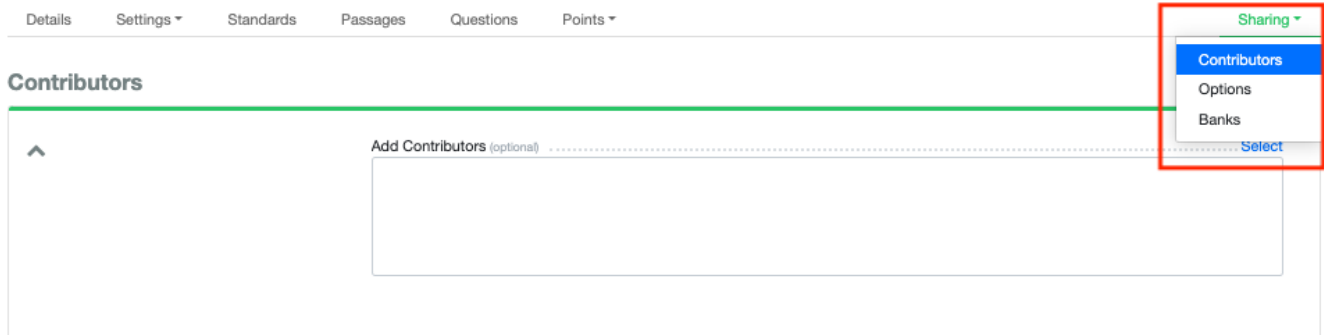 Details Settings Standards Passages Questions Points Sharing
Contributors
Options
Banks
Contributors
Add Contributors (optional) Select